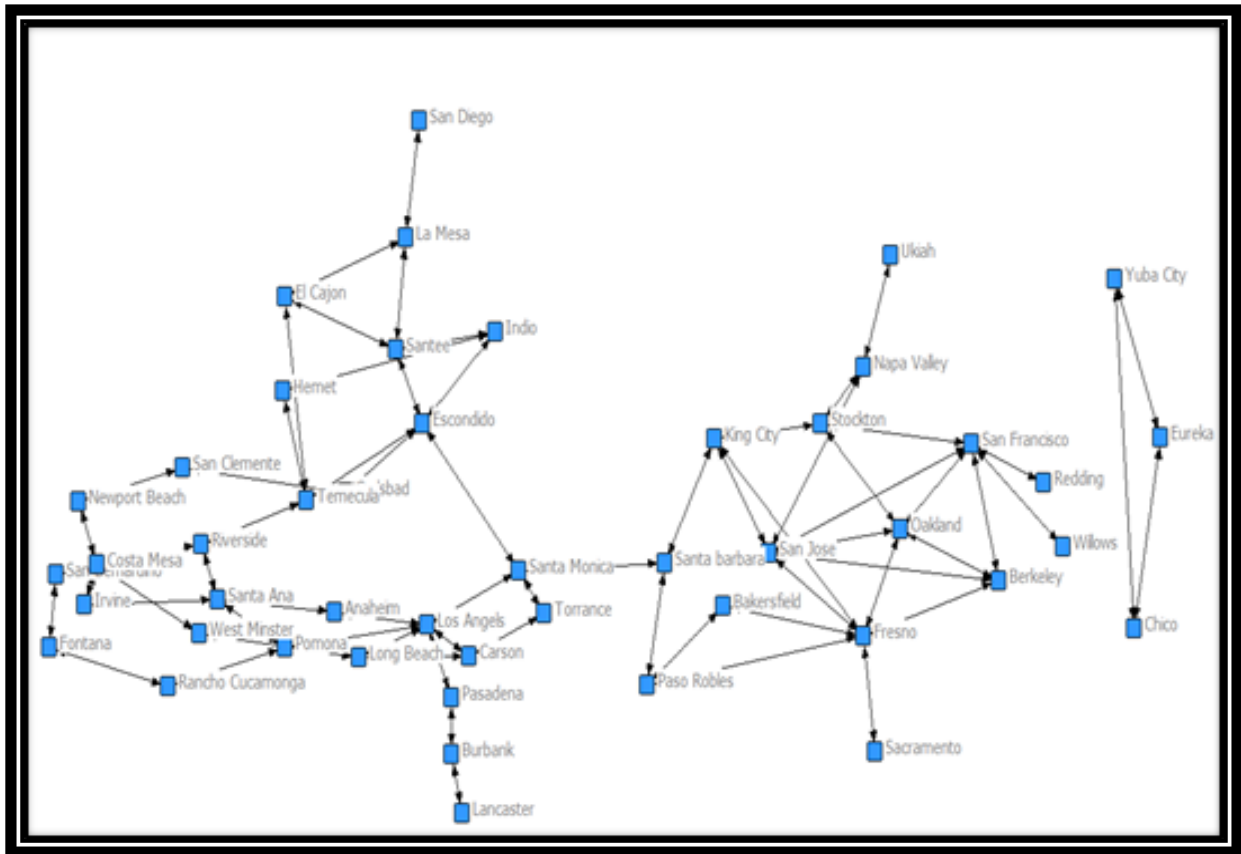 San Diego
La Mesa
Ukiah
Yuba City
El Cajon
Indio
Santee
Napa Valley
Hemet
Escondido
Stockton
King City
San Francisco
Eureka
San Clemente
Redding
Temecula
Newport Beach
Oakland
Riverside
Willows
San Jose
Costa Mesa
Santa Monica
Santa barbara
Berkeley
Irvine
Santa Ana
Anaheim
Torrance
Bakersfield
Los Angels
Chico
West Minster
Fresno
Fontana
Pomona
Long Beach
Carson
Rancho Cucamonga
Paso Robles
Pasadena
Burbank
Sacramento
Lancaster